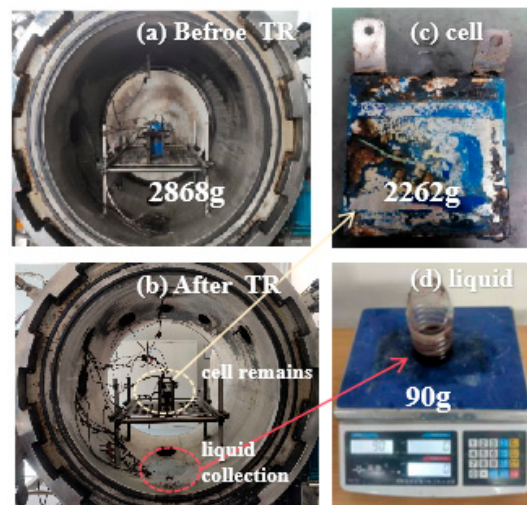 (a) Befroe TR
2868g
(c) cell
2262g
(b) After TR
cell remains
liquid
collection
(d) liquid
90g